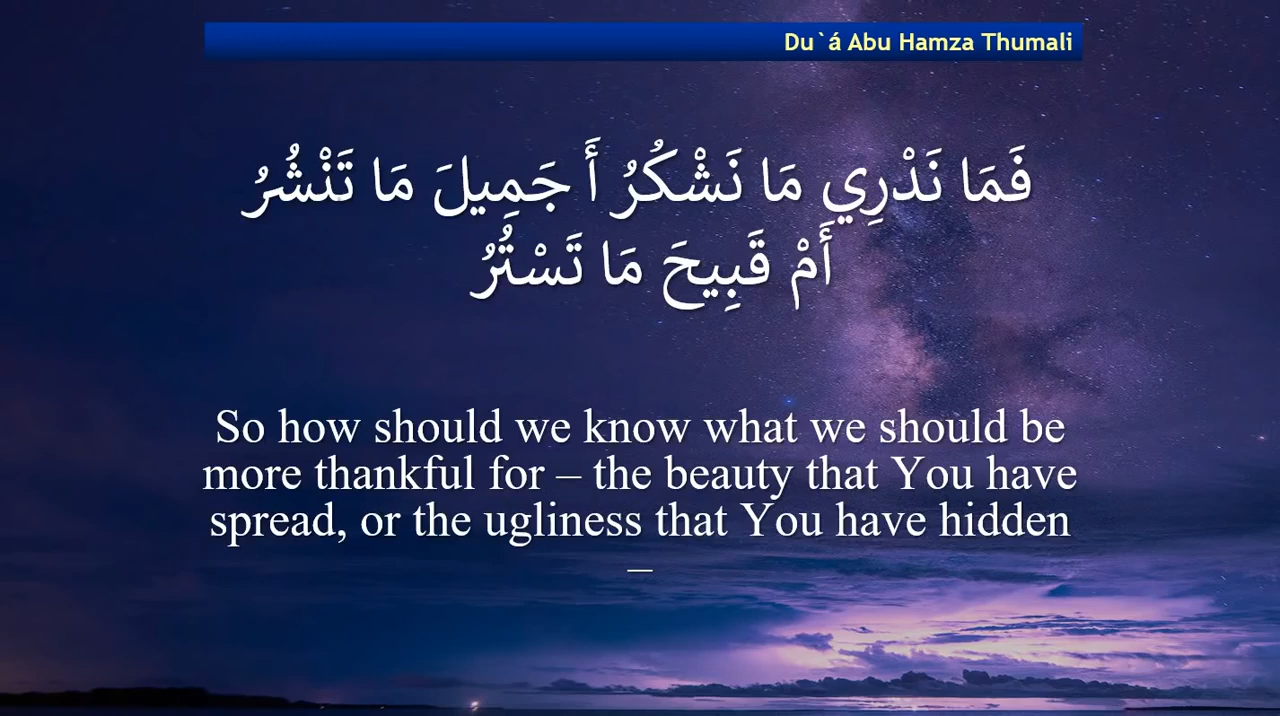 Du`á Abu Hamza Thumali
فَمَا نَدْرِي مَا نَشْكُرُ أَ جَمِيلَ مَا تَنْشُرُ
أَمْ قَبِيحَ مَا تَسْتُرُ
So how should we know what we should be
more thankful for – the beauty that You have
spread, or the ugliness that You have hidden
–